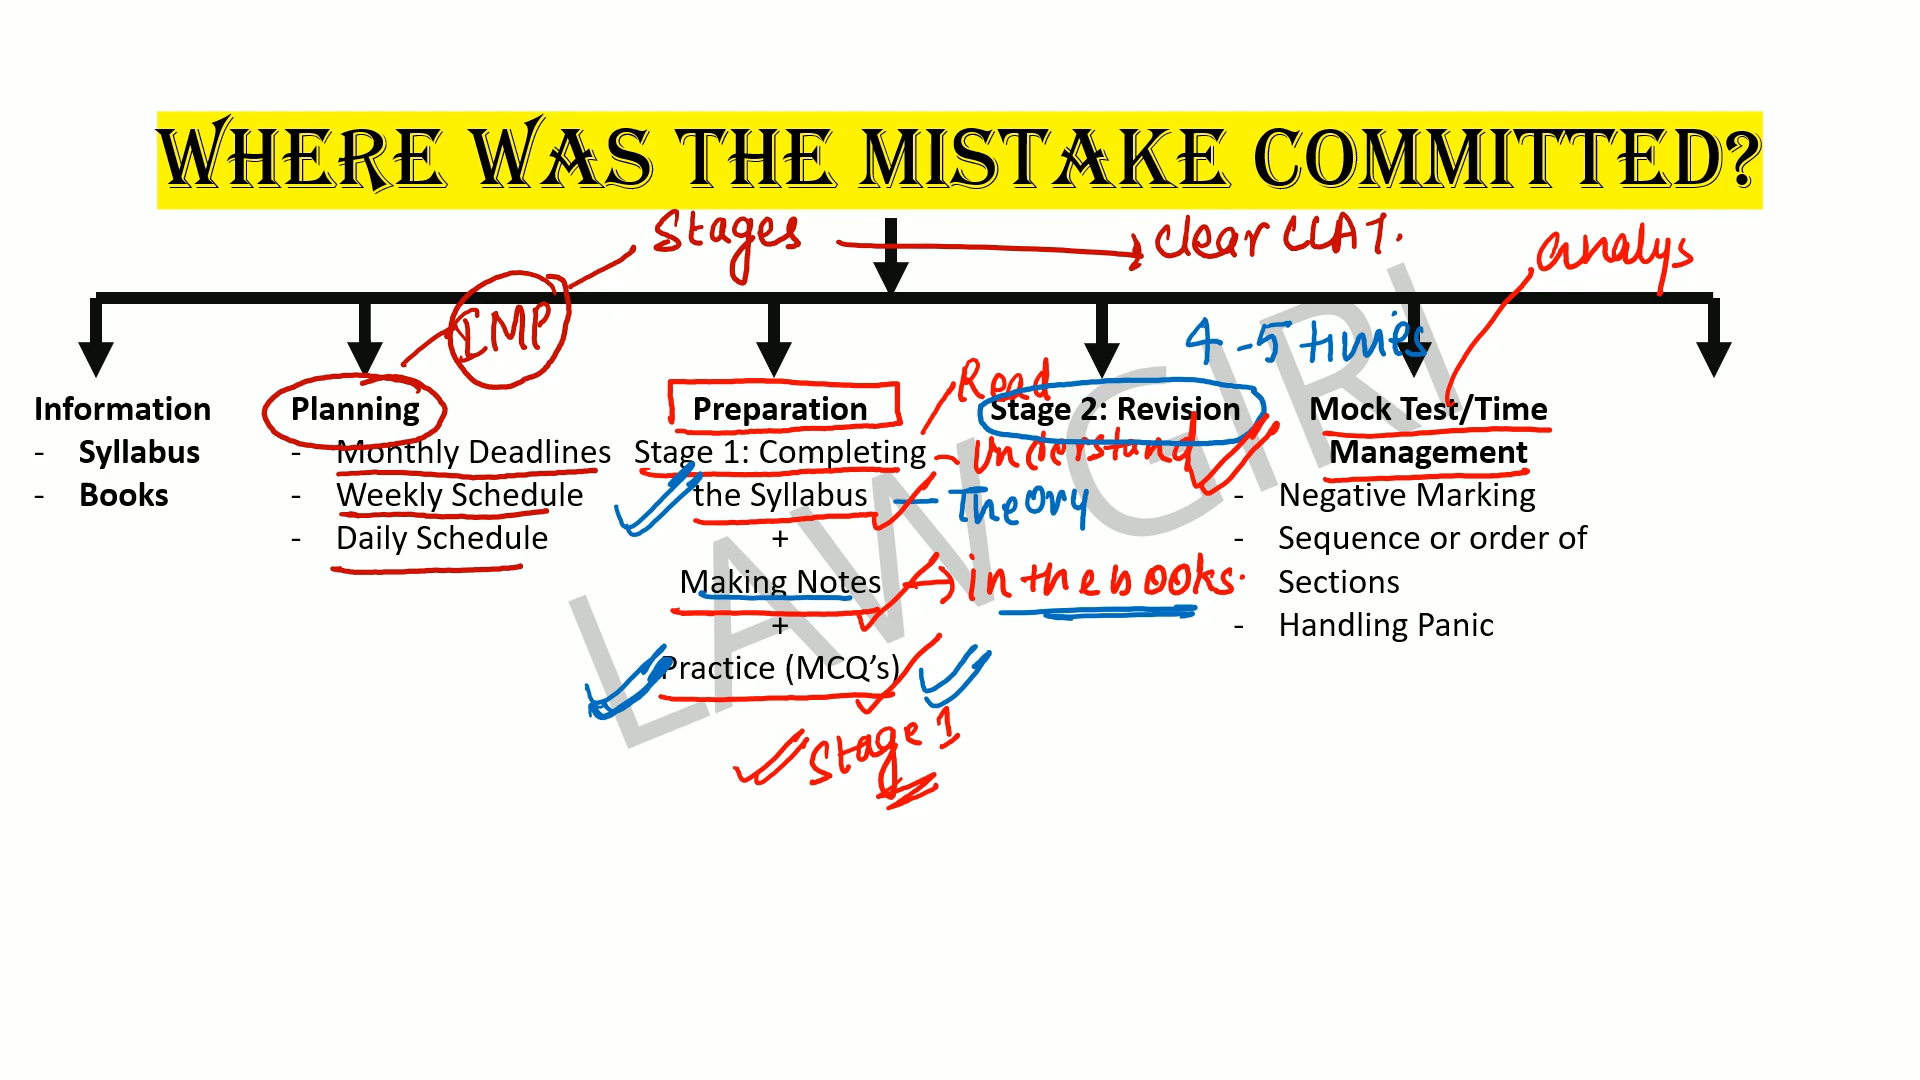 WHERE WAS THE MISTAKE COMMITTED?
Stages
clear CLAT.
analys
IMP
4-5 times
Information
- Syllabus
- Books
Planning
- Monthly Deadlines
- Weekly Schedule
- Daily Schedule
Preparation
Stage 1: Completing
the Syllabus
+
Making Notes
+
Practice (MCQ's)
Stage 1
Read
Understand
Theory
in the books.
Stage 2: Revision
Mock Test/Time
Management
- Negative Marking
- Sequence or order of
Sections
- Handling Panic
LAW GIRI